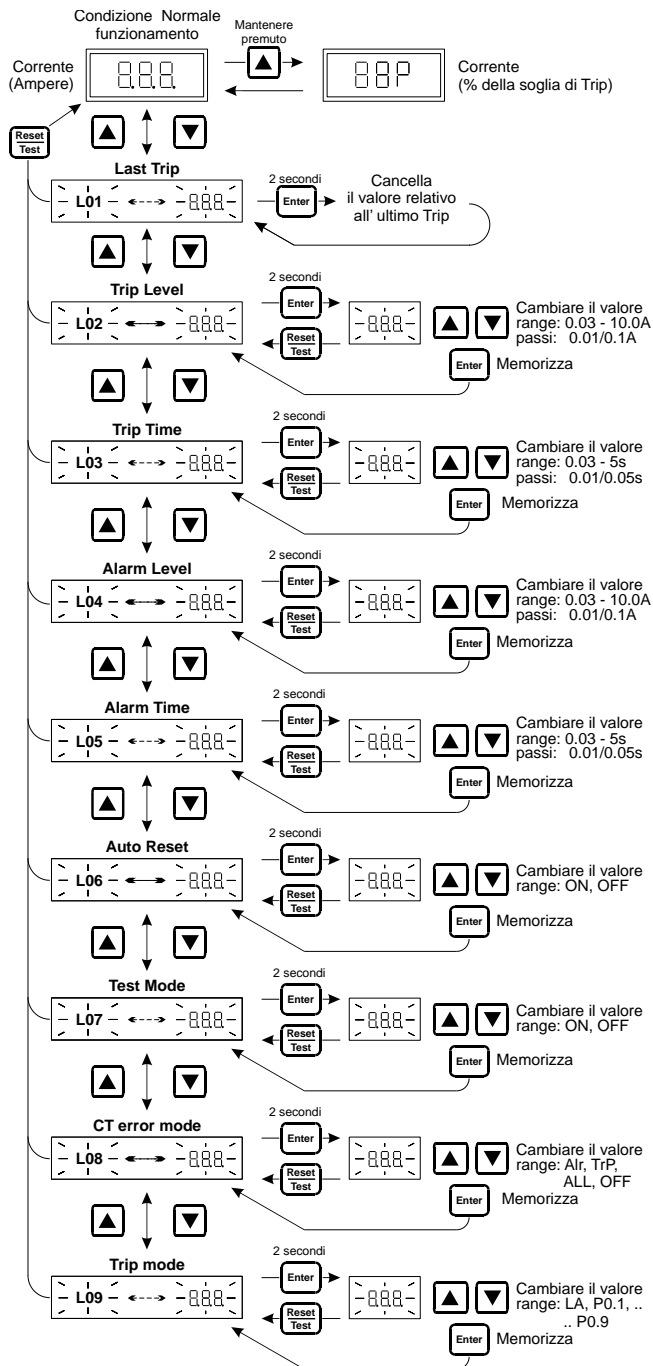 Condizione Normale
funzionamento
Mantenere
premuto
Corrente
(Ampere)
8.8.8.
88P
Corrente
(% della soglia di Trip)
Reset
Test
Last Trip
L01
8.8.8.
2 secondi
Enter
Cancella
il valore relativo
all' ultimo Trip
Trip Level
L02
8.8.8.
2 secondi
Enter
Reset
Test
8.8.8.
Cambiare il valore
range: 0.03 - 10.0A
passi: 0.01/0.1A
Enter Memorizza
Trip Time
L03
8.8.8.
2 secondi
Enter
Reset
Test
8.8.8.
Cambiare il valore
range: 0.03 - 5s
passi: 0.01/0.05s
Enter Memorizza
Alarm Level
L04
8.8.8.
2 secondi
Enter
Reset
Test
8.8.8.
Cambiare il valore
range: 0.03 - 10.0A
passi: 0.01/0.1A
Enter Memorizza
Alarm Time
L05
8.8.8.
2 secondi
Enter
Reset
Test
8.8.8.
Cambiare il valore
range: 0.03 - 5s
passi: 0.01/0.05s
Enter Memorizza
Auto Reset
L06
8.8.8.
2 secondi
Enter
Reset
Test
8.8.8.
Cambiare il valore
range: ON, OFF
Enter Memorizza
Test Mode
L07
8.8.8.
2 secondi
Enter
Reset
Test
8.8.8.
Cambiare il valore
range: ON, OFF
Enter Memorizza
CT error mode
L08
8.8.8.
2 secondi
Enter
Reset
Test
8.8.8.
Cambiare il valore
range: Alr, TrP,
ALL, OFF
Enter Memorizza
Trip mode
L09
8.8.8.
2 secondi
Enter
Reset
Test
8.8.8.
Cambiare il valore
range: LA, P0.1, ..
.. P0.9
Enter Memorizza